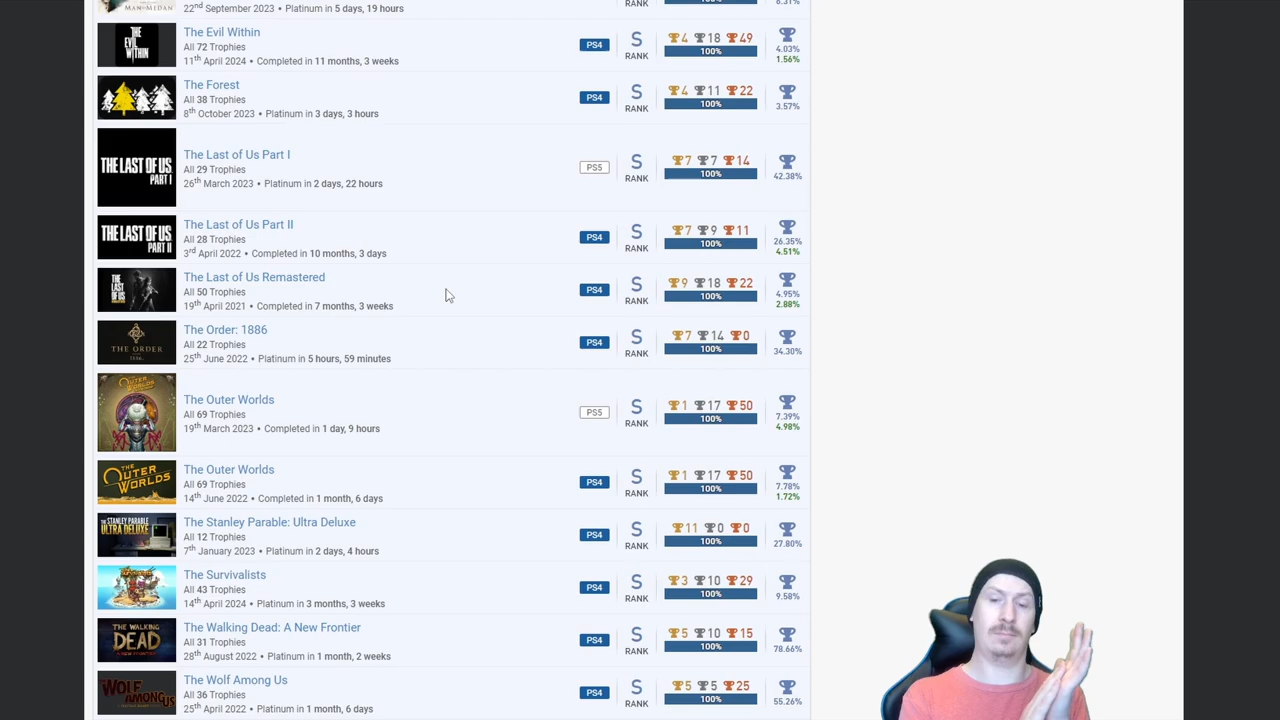 MAN of MEDAN
22nd September 2023 • Platinum in 5 days, 19 hours
RANK
6.31%
THE EVIL WITHIN
The Evil Within
All 72 Trophies
11th April 2024 • Completed in 11 months, 3 weeks
PS4
S
RANK
4 18 49
100%
4.03%
1.56%
The Forest
All 38 Trophies
8th October 2023 • Platinum in 3 days, 3 hours
PS4
S
RANK
4 11 22
100%
3.57%
THE LAST OF US PART I
The Last of Us Part I
All 29 Trophies
26th March 2023 • Platinum in 2 days, 22 hours
PS5
S
RANK
7 7 14
100%
42.38%
THE LAST OF US PART II
The Last of Us Part II
All 28 Trophies
3rd April 2022 • Completed in 10 months, 3 days
PS4
S
RANK
7 9 11
100%
26.35%
4.51%
THE LAST OF US
The Last of Us Remastered
All 50 Trophies
19th April 2021 • Completed in 7 months, 3 weeks
PS4
S
RANK
9 18 22
100%
4.95%
2.88%
THE ORDER
1886
The Order: 1886
All 22 Trophies
25th June 2022 • Platinum in 5 hours, 59 minutes
PS4
S
RANK
7 14 0
100%
34.30%
THE OUTER WORLDS
The Outer Worlds
All 69 Trophies
19th March 2023 • Completed in 1 day, 9 hours
PS5
S
RANK
1 17 50
100%
7.39%
4.98%
THE OUTER WORLDS
The Outer Worlds
All 69 Trophies
14th June 2022 • Completed in 1 month, 6 days
PS4
S
RANK
1 17 50
100%
7.78%
1.72%
THE STANLEY PARABLE
ULTRA DELUXE
The Stanley Parable: Ultra Deluxe
All 12 Trophies
7th January 2023 • Platinum in 2 days, 4 hours
PS4
S
RANK
11 0 0
100%
27.80%
The Survivalists
All 43 Trophies
14th April 2024 • Platinum in 3 months, 3 weeks
PS4
S
RANK
3 10 29
100%
9.58%
THE WALKING DEAD
A NEW FRONTIER
The Walking Dead: A New Frontier
All 31 Trophies
28th August 2022 • Platinum in 1 month, 2 weeks
PS4
S
RANK
5 10 15
100%
78.66%
THE WOLF AMONG US
The Wolf Among Us
All 36 Trophies
25th April 2022 • Platinum in 1 month, 6 days
PS4
S
RANK
5 5 25
100%
55.26%